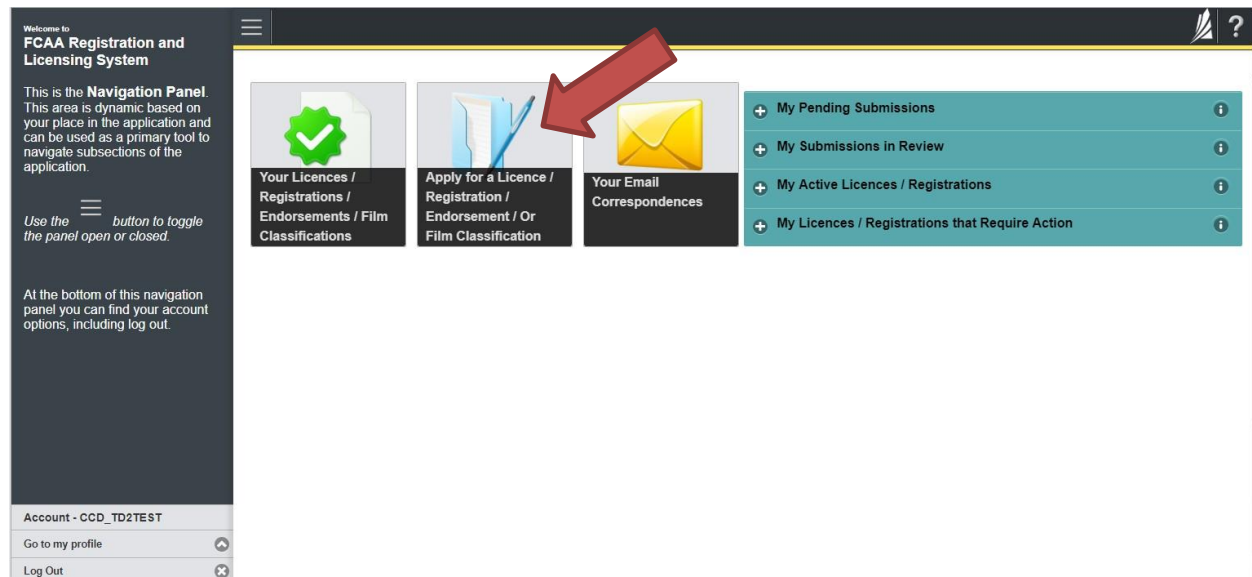 Welcome to
FCAA Registration and
Licensing System
This is the Navigation Panel.
This area is dynamic based on
your place in the application and
can be used as a primary tool to
navigate subsections of the
application.
Use the button to toggle
the panel open or closed.
At the bottom of this navigation
panel you can find your account
options, including log out.
Account - CCD_TD2TEST
Go to my profile
Log Out
?
Your Licences /
Registrations /
Endorsements / Film
Classifications
Apply for a Licence /
Registration /
Endorsement / Or
Film Classification
Your Email
Correspondences
My Pending Submissions
My Submissions in Review
My Active Licences / Registrations
My Licences / Registrations that Require Action